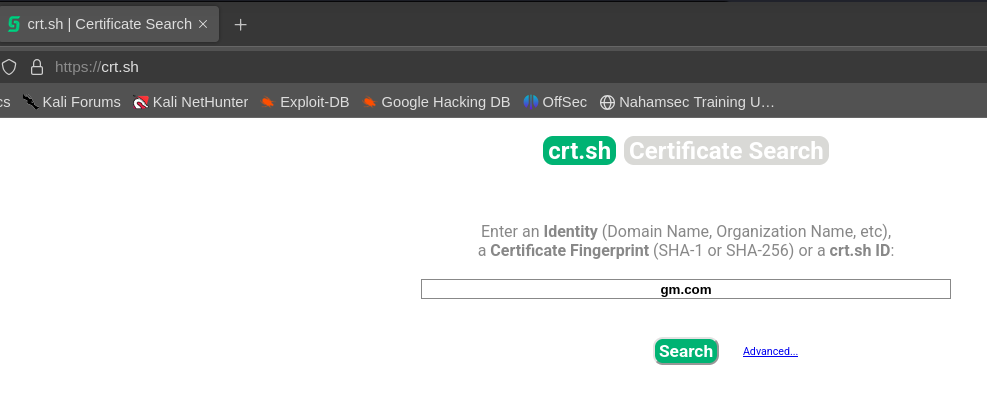 crt.sh | Certificate Search
https://crt.sh
cs Kali Forums Kali NetHunter Exploit-DB Google Hacking DB OffSec Nahamsec Training U…
crt.sh Certificate Search
Enter an Identity (Domain Name, Organization Name, etc),
a Certificate Fingerprint (SHA-1 or SHA-256) or a crt.sh ID:
gm.com
Search Advanced...